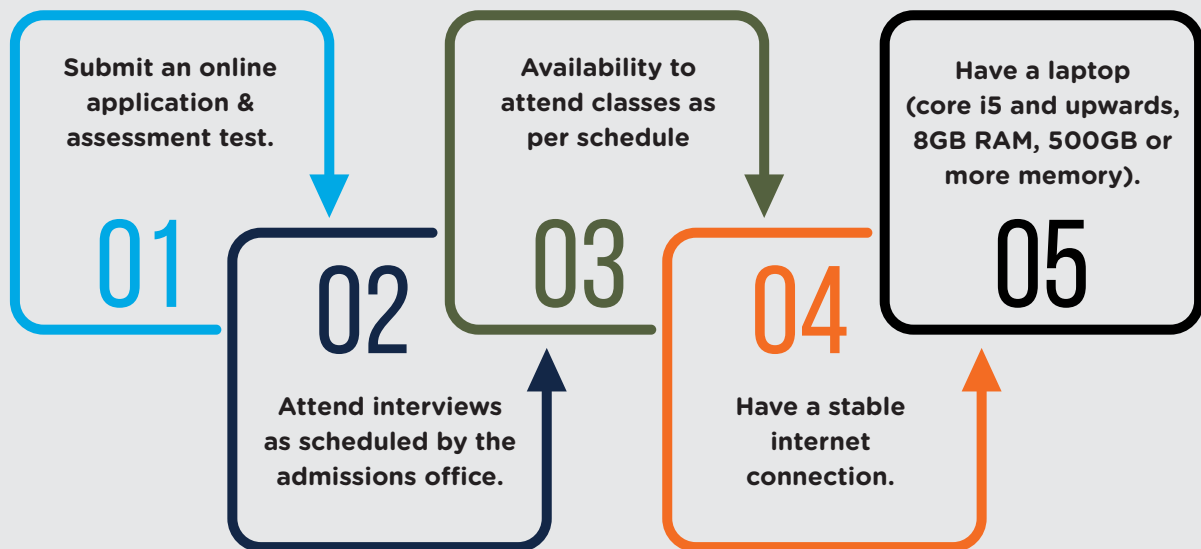 Submit an online
application &
assessment test.
01
02
Attend interviews
as scheduled by the
admissions office.
Availability to
attend classes as
per schedule
03
04
Have a stable
internet
connection.
Have a laptop
(core i5 and upwards,
8GB RAM, 500GB or
more memory).
05